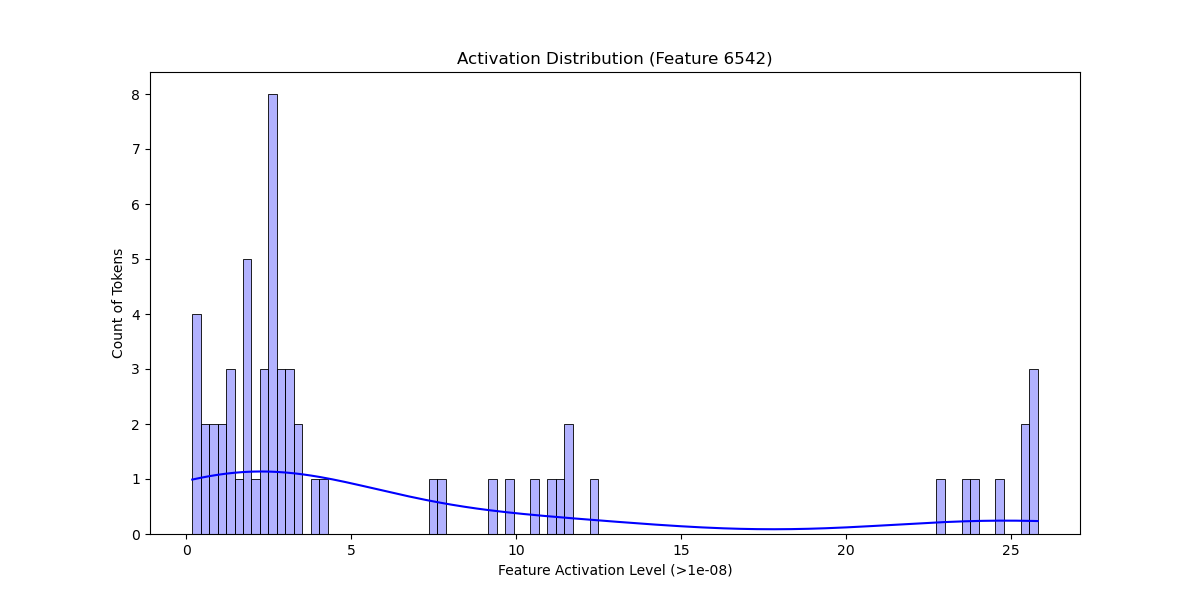 Activation Distribution (Feature 6542)
8
7
6
5
4
3
2
1
0
Count of Tokens
0 5 10 15 20 25
Feature Activation Level (>1e-08)